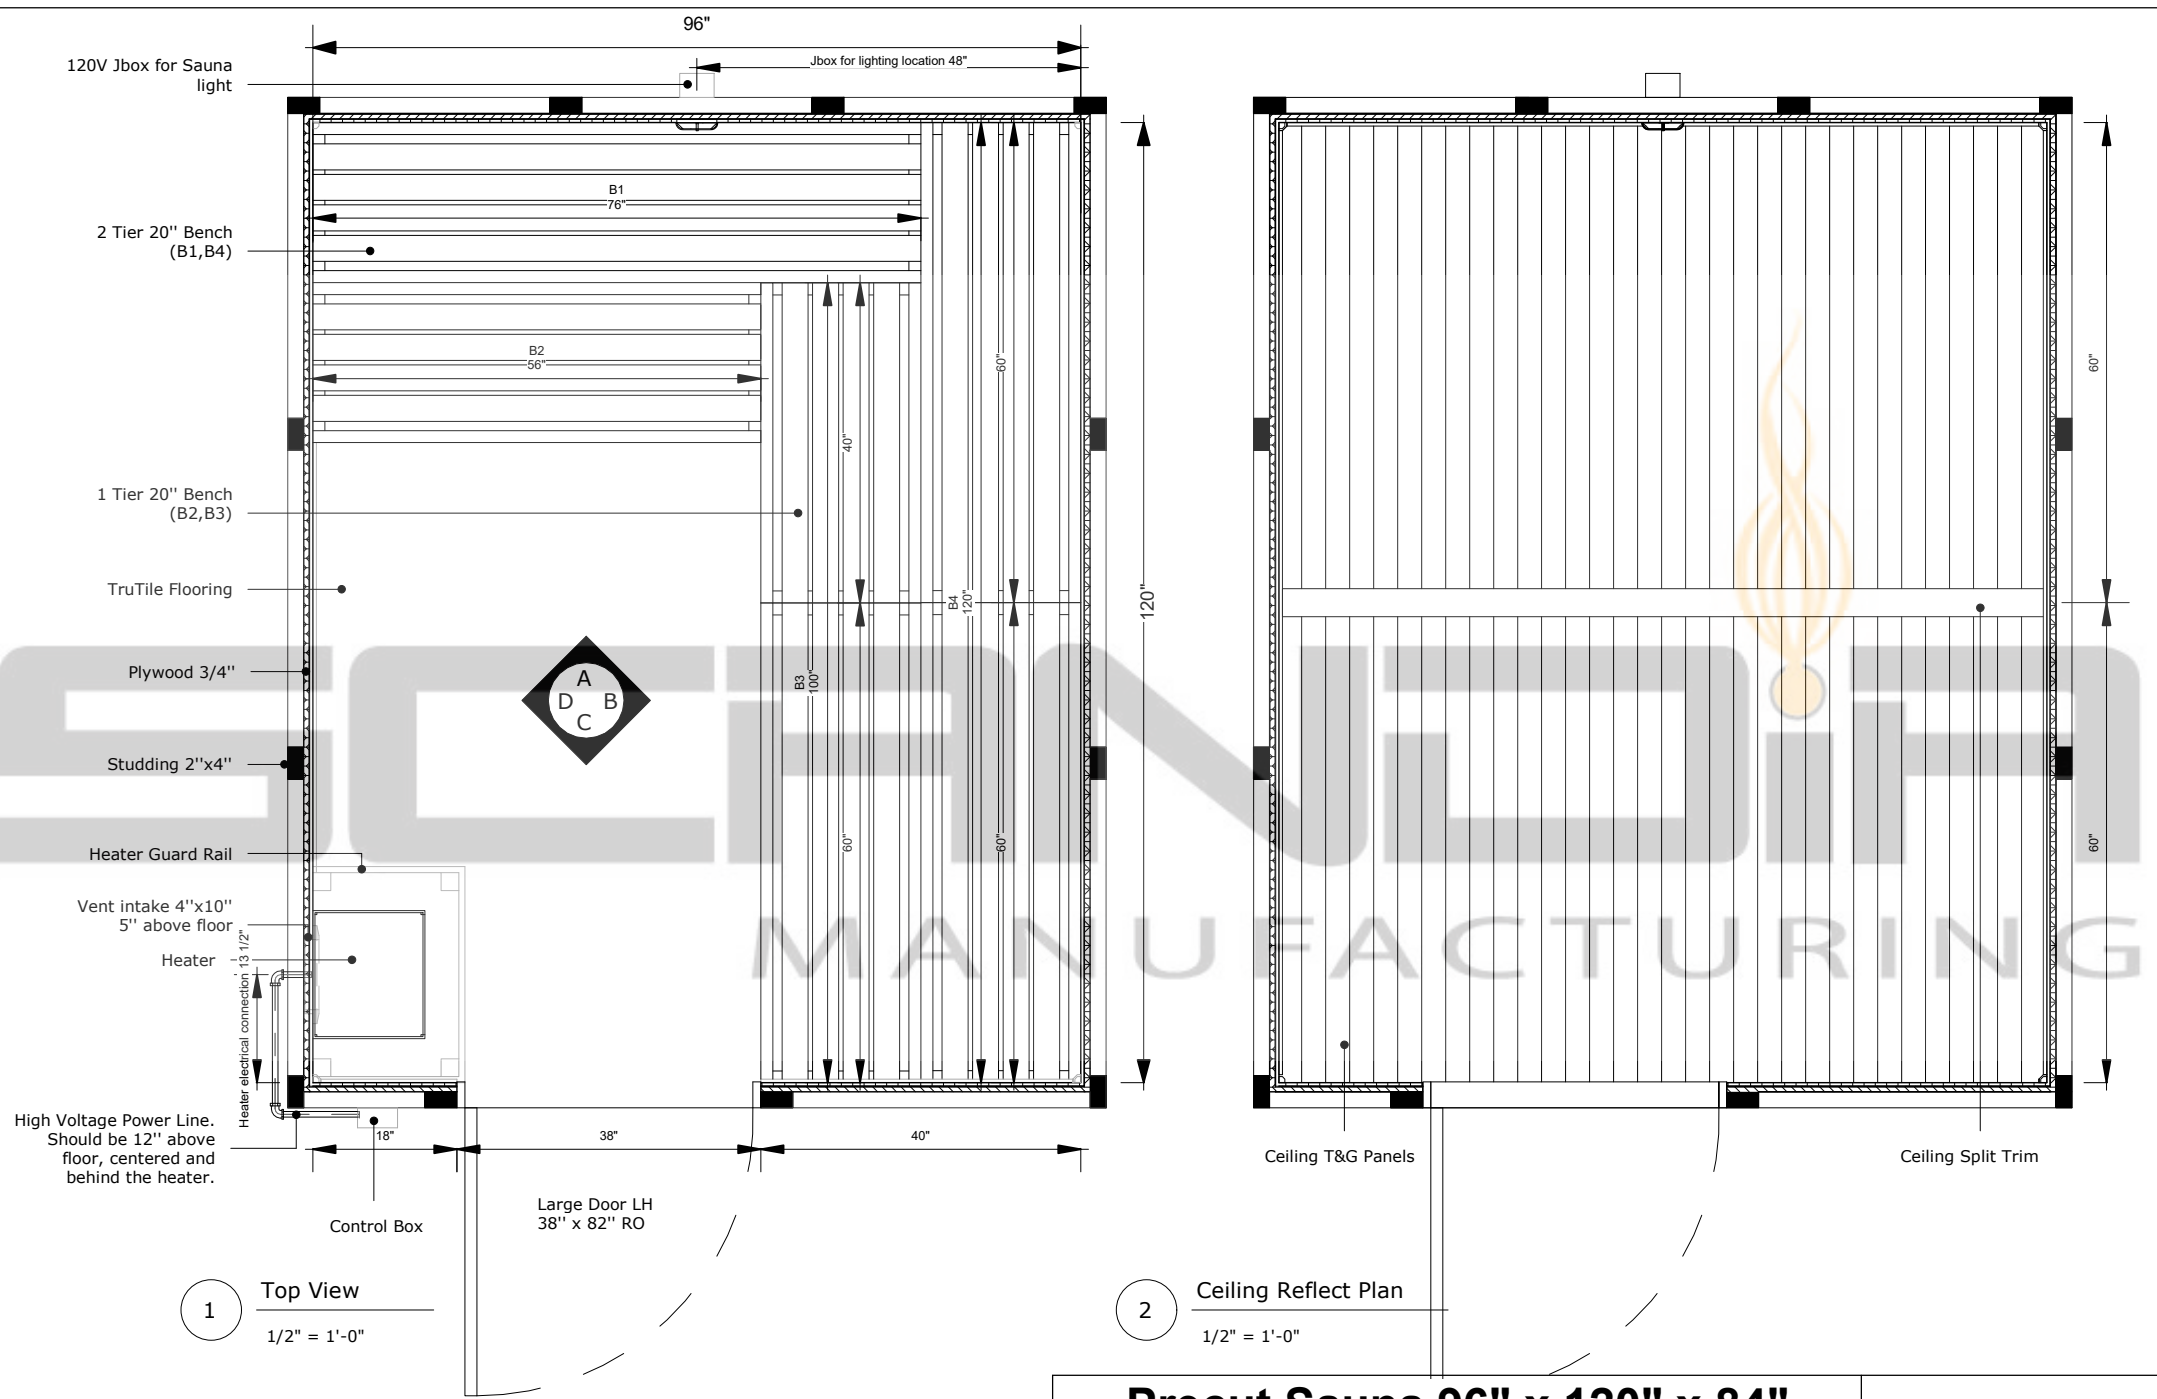 96"
Jbox for lighting location 48"
120V Jbox for Sauna
light
B1
76"
2 Tier 20'' Bench
(B1,B4)
B2
56"
60"
40"
1 Tier 20'' Bench
(B2,B3)
TruTile Flooring
B4
120"
120"
Plywood 3/4''
A
D B
C
B3
100"
Studding 2''x4''
60"
60"
Heater Guard Rail
Vent intake 4''x10''
5'' above floor
Heater
Heater electrical connection 13 1/2"
High Voltage Power Line.
Should be 12'' above
floor, centered and
behind the heater.
18"
38"
40"
Control Box
Large Door LH
38'' x 82'' RO
1
Top View
1/2" = 1'-0"
60"
60"
Ceiling T&G Panels
Ceiling Split Trim
2
Ceiling Reflect Plan
1/2" = 1'-0"
SCANDiA
MANUFACTURING
Precut Sauna 96" x 120" x 84"